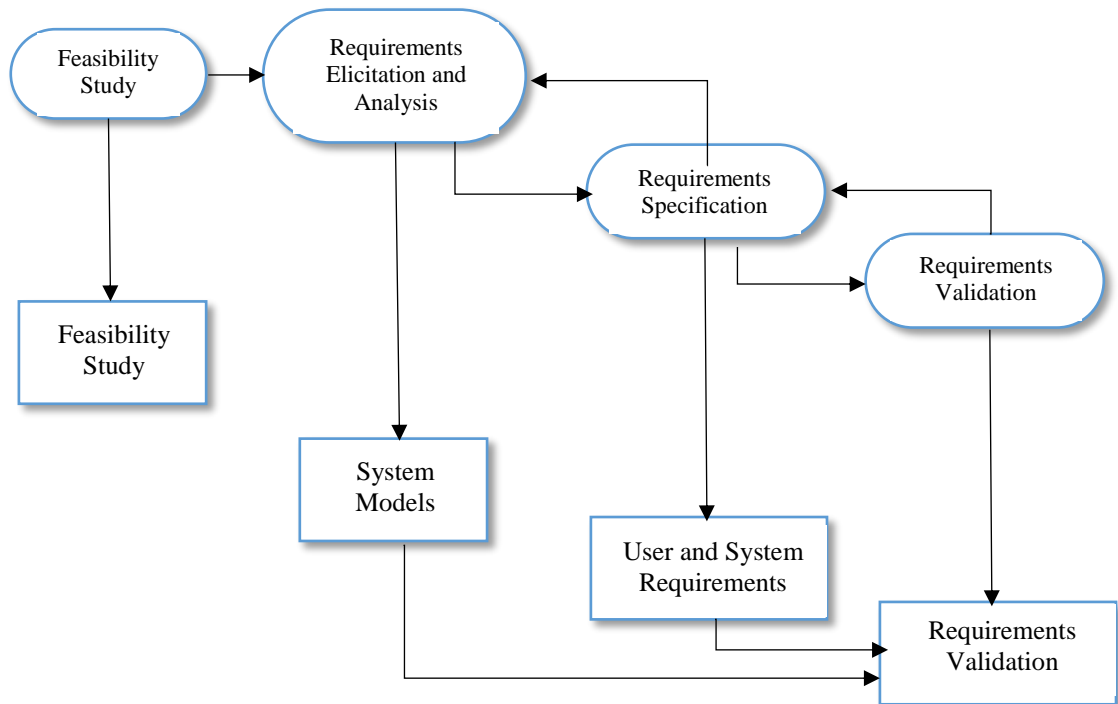 Feasibility
Study
Requirements
Elicitation and
Analysis
Requirements
Specification
Requirements
Validation
Feasibility
Study
System
Models
User and System
Requirements
Requirements
Validation